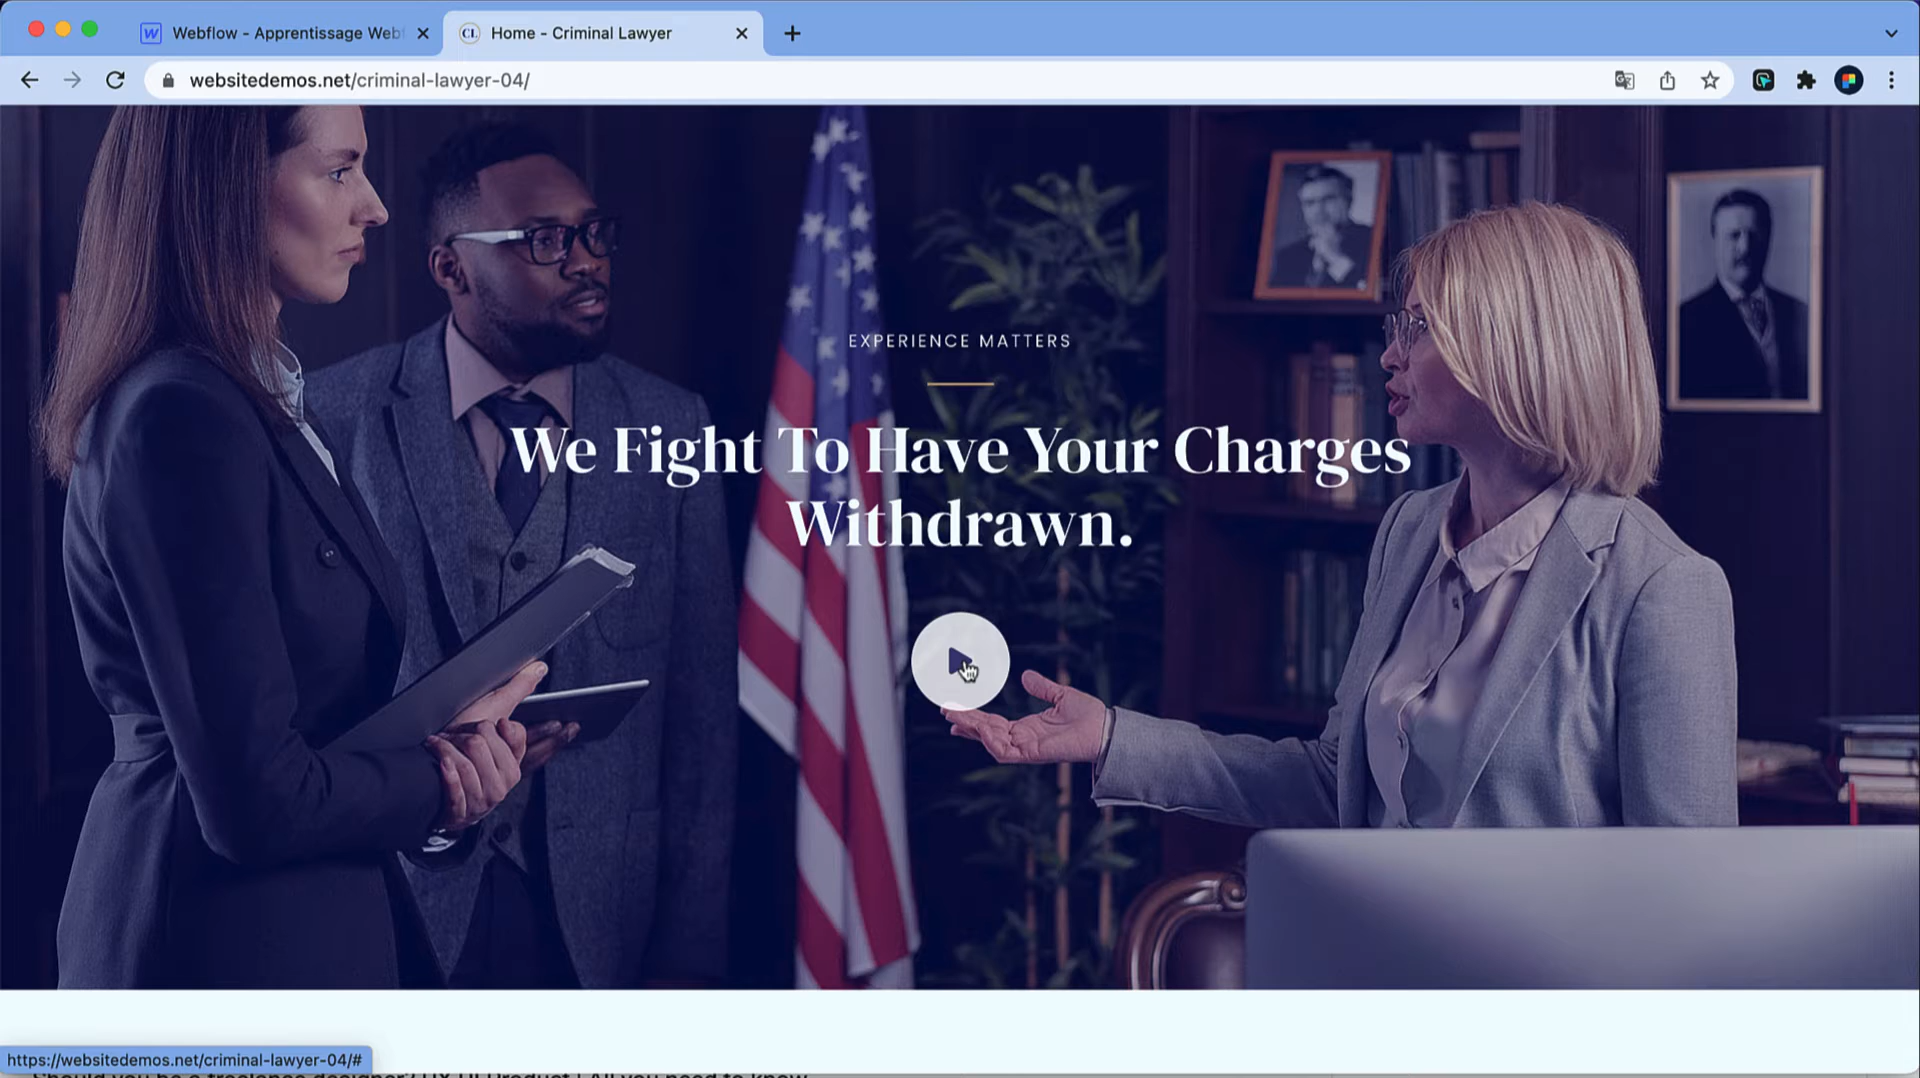 Webflow - Apprentissage Web
CL
Home - Criminal Lawyer
websitedemos.net/criminal-lawyer-04/
EXPERIENCE MATTERS
We Fight To Have Your Charges
Withdrawn.
https://websitedemos.net/criminal-lawyer-04/#